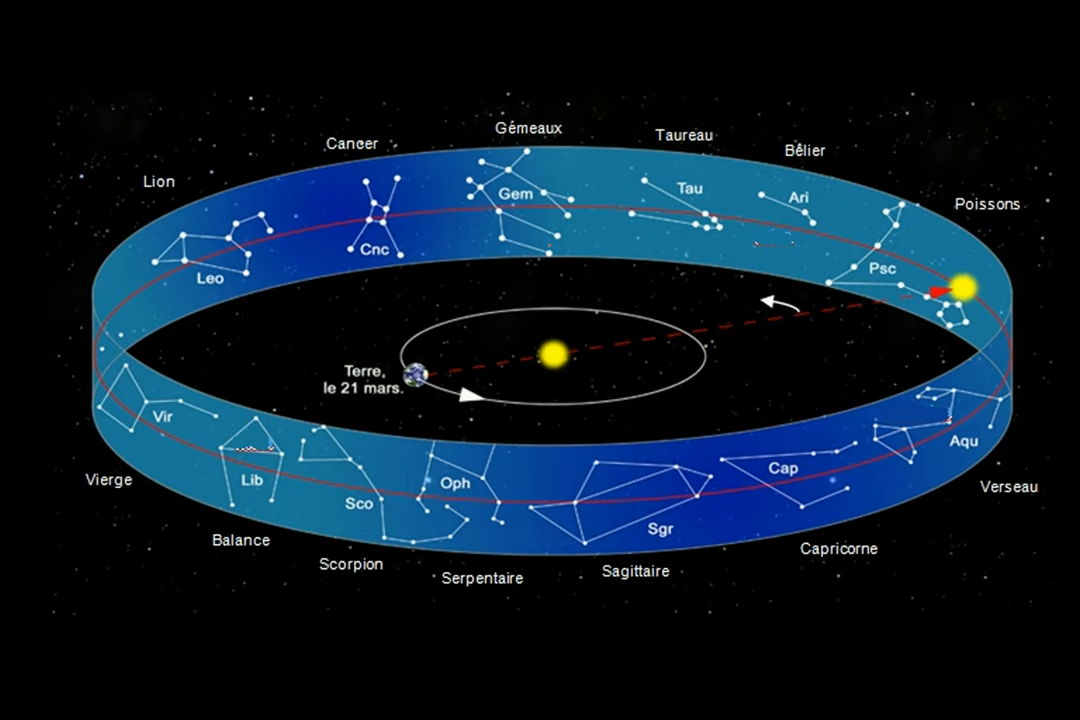 Gémeaux
Taureau
Cancer
Bélier
Lion
Poissons
Gem
Tau
Ari
Cnc
Leo
Psc
Terre,
le 21 mars.
Vir
Aqu
Lib
Oph
Cap
Sco
Sgr
Vierge
Verseau
Balance
Capricorne
Scorpion
Serpentaire
Sagittaire